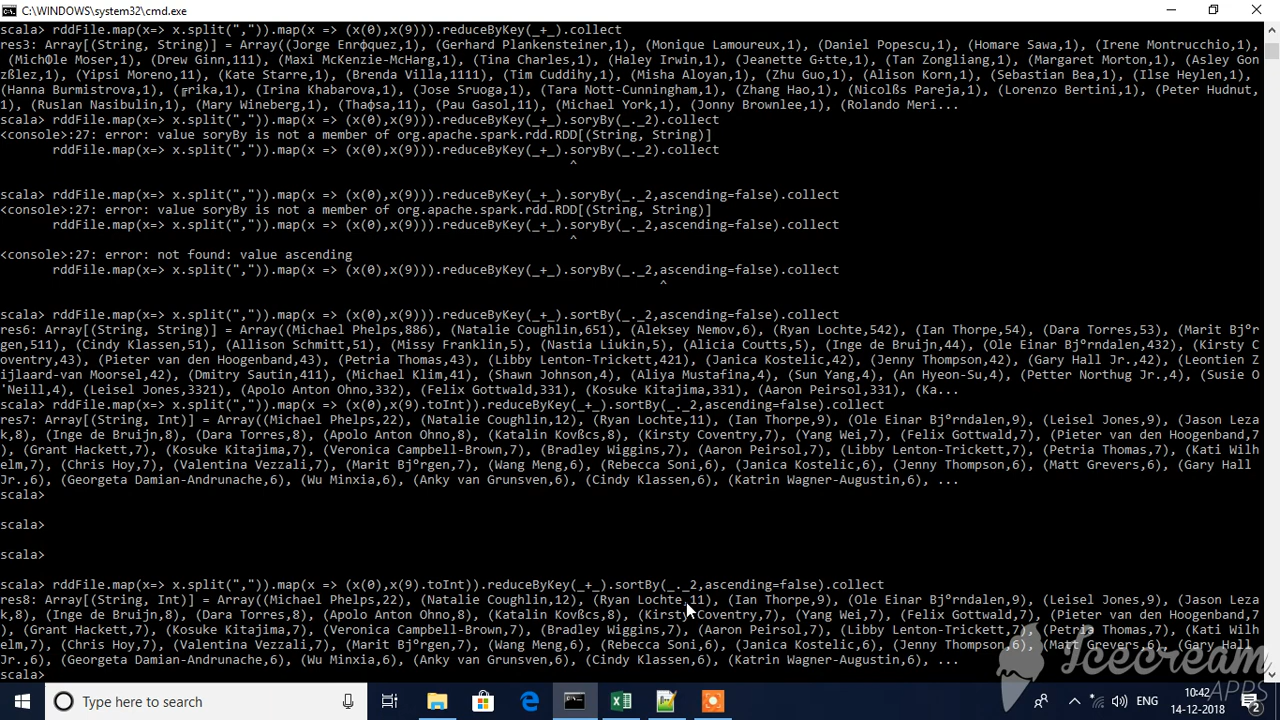 C:\WINDOWS\system32\cmd.exe
scala> rddFile.map(x=> x.split(",")).map(x => (x(0),x(9))).reduceByKey(_+_).collect
res3: Array[(String, String)] = Array((Jorge Enrφquez,1), (Gerhard Plankensteiner,1), (Monique Lamoureux,1), (Daniel Popescu,1), (Homare Sawa,1), (Irene Montrucchio,1),
(MichΘle Moser,1), (Drew Ginn,111), (Maxi McKenzie-McHarg,1), (Tina Charles,1), (Haley Irwin,1), (Jeanette G÷tte,1), (Tan Zongliang,1), (Margaret Morton,1), (Asley Gon
zßlez,1), (Yipsi Moreno,11), (Kate Starre,1), (Brenda Villa,1111), (Tim Cuddihy,1), (Misha Aloyan,1), (Zhu Guo,1), (Alison Korn,1), (Sebastian Bea,1), (Ilse Heylen,1),
(Hanna Burmistrova,1), (╔rika,1), (Irina Khabarova,1), (Jose Sruoga,1), (Tara Nott-Cunningham,1), (Zhang Hao,1), (Nicolßs Pareja,1), (Lorenzo Bertini,1), (Peter Hudnut,
1), (Ruslan Nasibulin,1), (Mary Wineberg,1), (Thaφsa,11), (Pau Gasol,11), (Michael York,1), (Jonny Brownlee,1), (Rolando Meri...
scala> rddFile.map(x=> x.split(",")).map(x => (x(0),x(9))).reduceByKey(_+_).soryBy(_._2).collect
<console>:27: error: value soryBy is not a member of org.apache.spark.rdd.RDD[(String, String)]
rddFile.map(x=> x.split(",")).map(x => (x(0),x(9))).reduceByKey(_+_).soryBy(_._2).collect
^
scala> rddFile.map(x=> x.split(",")).map(x => (x(0),x(9))).reduceByKey(_+_).soryBy(_._2,ascending=false).collect
<console>:27: error: value soryBy is not a member of org.apache.spark.rdd.RDD[(String, String)]
rddFile.map(x=> x.split(",")).map(x => (x(0),x(9))).reduceByKey(_+_).soryBy(_._2,ascending=false).collect
^
<console>:27: error: not found: value ascending
rddFile.map(x=> x.split(",")).map(x => (x(0),x(9))).reduceByKey(_+_).soryBy(_._2,ascending=false).collect
^
scala> rddFile.map(x=> x.split(",")).map(x => (x(0),x(9))).reduceByKey(_+_).sortBy(_._2,ascending=false).collect
res6: Array[(String, String)] = Array((Michael Phelps,886), (Natalie Coughlin,651), (Aleksey Nemov,6), (Ryan Lochte,542), (Ian Thorpe,54), (Dara Torres,53), (Marit Bj°r
gen,511), (Cindy Klassen,51), (Allison Schmitt,51), (Missy Franklin,5), (Nastia Liukin,5), (Alicia Coutts,5), (Inge de Bruijn,44), (Ole Einar Bj°rndalen,432), (Kirsty C
oventry,43), (Pieter van den Hoogenband,43), (Petria Thomas,43), (Libby Lenton-Trickett,421), (Janica Kostelic,42), (Jenny Thompson,42), (Gary Hall Jr.,42), (Leontien Z
ijlaard-van Moorsel,42), (Dmitry Sautin,411), (Michael Klim,41), (Shawn Johnson,4), (Aliya Mustafina,4), (Sun Yang,4), (An Hyeon-Su,4), (Petter Northug Jr.,4), (Susie O
'Neill,4), (Leisel Jones,3321), (Apolo Anton Ohno,332), (Felix Gottwald,331), (Kosuke Kitajima,331), (Aaron Peirsol,331), (Ka...
scala> rddFile.map(x=> x.split(",")).map(x => (x(0),x(9).toInt)).reduceByKey(_+_).sortBy(_._2,ascending=false).collect
res7: Array[(String, Int)] = Array((Michael Phelps,22), (Natalie Coughlin,12), (Ryan Lochte,11), (Ian Thorpe,9), (Ole Einar Bj°rndalen,9), (Leisel Jones,9), (Jason Leza
k,8), (Inge de Bruijn,8), (Dara Torres,8), (Apolo Anton Ohno,8), (Katalin Kovßcs,8), (Kirsty Coventry,7), (Yang Wei,7), (Felix Gottwald,7), (Pieter van den Hoogenband,7
), (Grant Hackett,7), (Kosuke Kitajima,7), (Veronica Campbell-Brown,7), (Bradley Wiggins,7), (Aaron Peirsol,7), (Libby Lenton-Trickett,7), (Petria Thomas,7), (Kati Wilh
elm,7), (Chris Hoy,7), (Valentina Vezzali,7), (Marit Bj°rgen,7), (Wang Meng,6), (Rebecca Soni,6), (Janica Kostelic,6), (Jenny Thompson,6), (Matt Grevers,6), (Gary Hall
Jr.,6), (Georgeta Damian-Andrunache,6), (Wu Minxia,6), (Anky van Grunsven,6), (Cindy Klassen,6), (Katrin Wagner-Augustin,6), ...
scala>
scala>
scala>
scala> rddFile.map(x=> x.split(",")).map(x => (x(0),x(9).toInt)).reduceByKey(_+_).sortBy(_._2,ascending=false).collect
res8: Array[(String, Int)] = Array((Michael Phelps,22), (Natalie Coughlin,12), (Ryan Lochte,11), (Ian Thorpe,9), (Ole Einar Bj°rndalen,9), (Leisel Jones,9), (Jason Leza
k,8), (Inge de Bruijn,8), (Dara Torres,8), (Apolo Anton Ohno,8), (Katalin Kovßcs,8), (Kirsty Coventry,7), (Yang Wei,7), (Felix Gottwald,7), (Pieter van den Hoogenband,7
), (Grant Hackett,7), (Kosuke Kitajima,7), (Veronica Campbell-Brown,7), (Bradley Wiggins,7), (Aaron Peirsol,7), (Libby Lenton-Trickett,7), (Petria Thomas,7), (Kati Wilh
elm,7), (Chris Hoy,7), (Valentina Vezzali,7), (Marit Bj°rgen,7), (Wang Meng,6), (Rebecca Soni,6), (Janica Kostelic,6), (Jenny Thompson,6), (Matt Grevers,6), (Gary Hall
Jr.,6), (Georgeta Damian-Andrunache,6), (Wu Minxia,6), (Anky van Grunsven,6), (Cindy Klassen,6), (Katrin Wagner-Augustin,6), ...
scala>
Icecream
APPS
Type here to search
ENG
10:42
14-12-2018
2